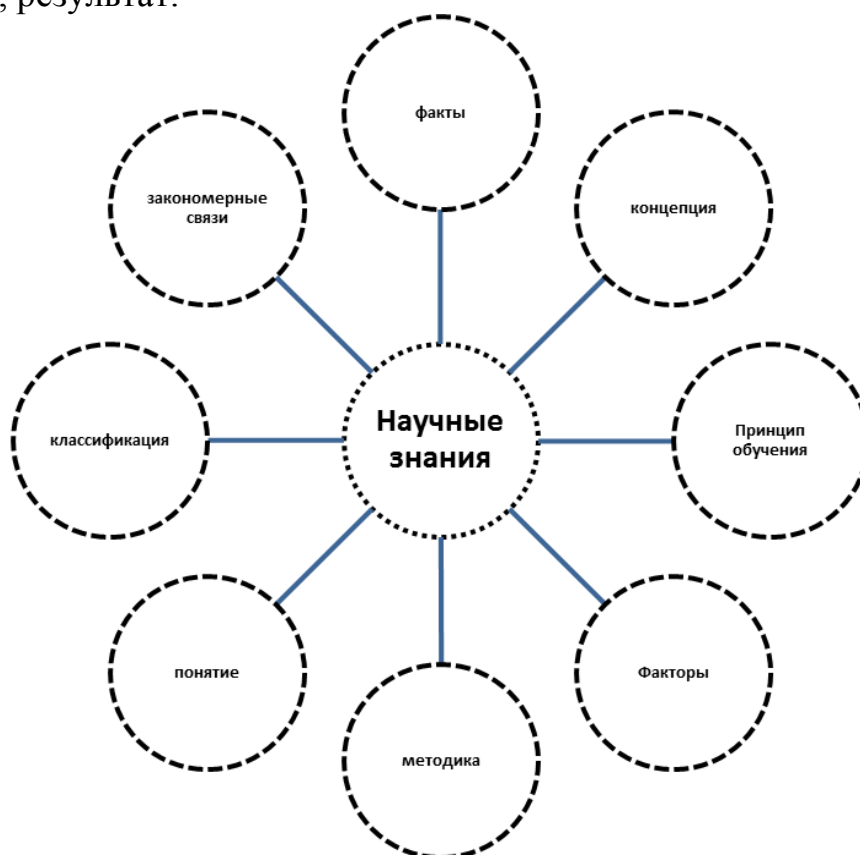 , результат.
факты
закономерные
связи
концепция
классификация
Научные
знания
Принцип
обучения
понятие
Факторы
методика